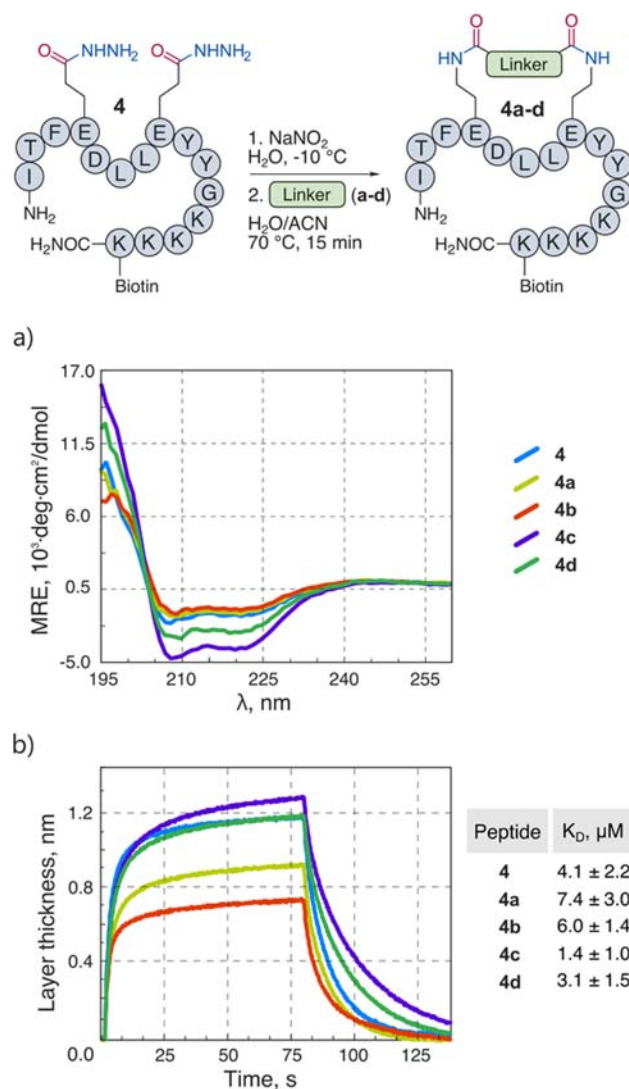 O NHNH₂ O NHNH₂
4
I T F E D L L E Y Y G K K K K
NH₂
H₂NOC
Biotin
1. NaNO₂
H₂O, -10 °C
2. Linker (a-d)
H₂O/ACN
70 °C, 15 min
O O
HN Linker NH
4a-d
I T F E D L L E Y Y G K K K K
NH₂
H₂NOC
Biotin
a)
MRE, 10³·deg·cm²/dmol
17.0
11.5
6.0
0.5
-5.0
195 210 225 240 255
λ, nm
4
4a
4b
4c
4d
b)
Layer thickness, nm
1.2
0.8
0.4
0.0
25 50 75 100 125
Time, s
Peptide K_D, µM
4 4.1 ± 2.2
4a 7.4 ± 3.0
4b 6.0 ± 1.4
4c 1.4 ± 1.0
4d 3.1 ± 1.5